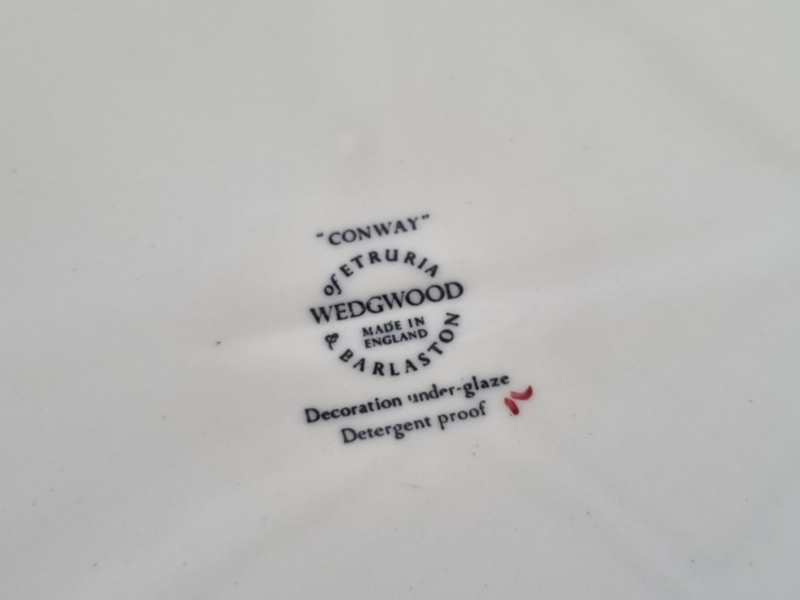 "CONWAY"
of ETRURIA
WEDGWOOD
MADE IN
ENGLAND
& BARLASTON
Decoration under-glaze
Detergent proof